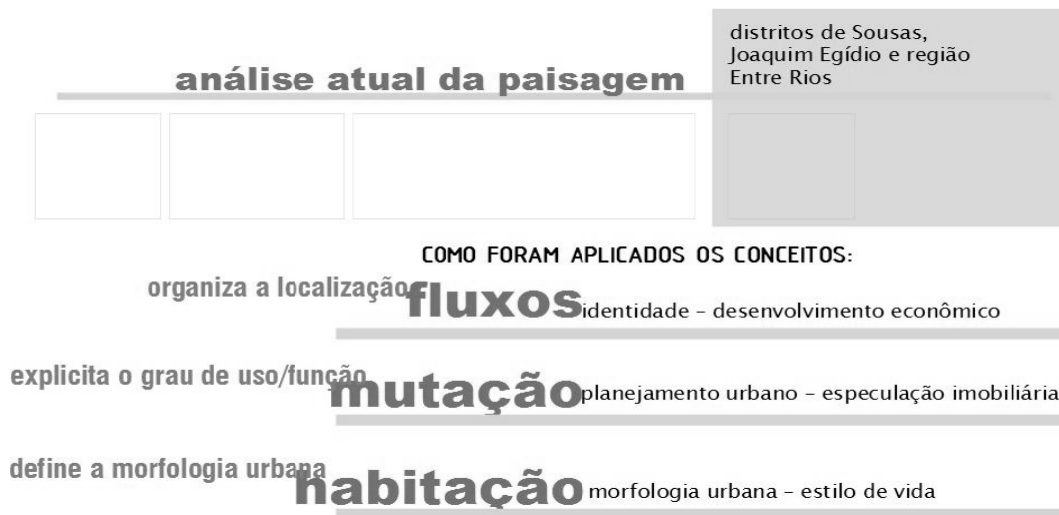 análise atual da paisagem
distritos de Sousas,
Joaquim Egídio e região
Entre Rios
COMO FORAM APLICADOS OS CONCEITOS:
organiza a localização
fluxos
identidade – desenvolvimento econômico
explicita o grau de uso/função
mutação
planejamento urbano – especulação imobiliária
define a morfologia urbana
habitação
morfologia urbana – estilo de vida